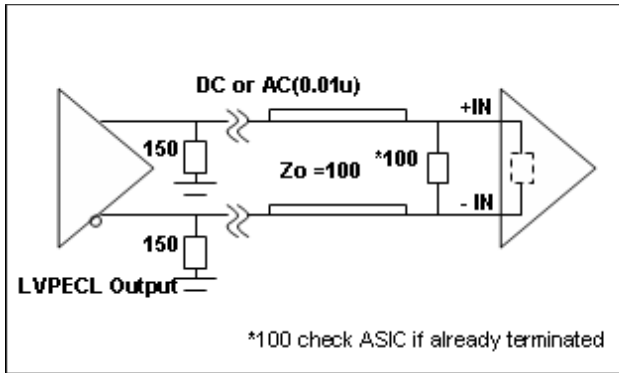 DC or AC(0.01u)
+IN
150
Zo =100
*100
- IN
150
LVPECL Output
*100 check ASIC if already terminated